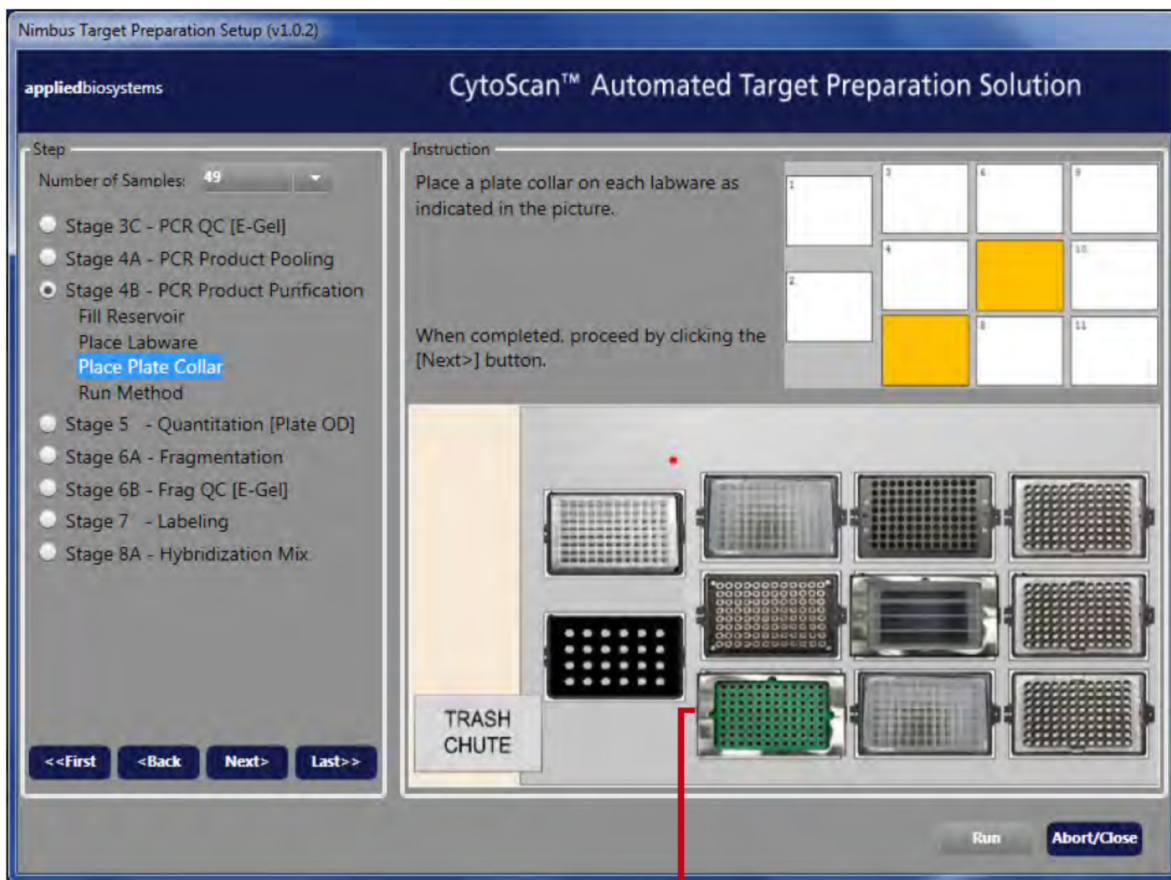 Nimbus Target Preparation Setup (v1.0.2)
appliedbiosystems
CytoScan™ Automated Target Preparation Solution
Step
Number of Samples: 49
Stage 3C - PCR QC [E-Gel]
Stage 4A - PCR Product Pooling
Stage 4B - PCR Product Purification
Fill Reservoir
Place Labware
Place Plate Collar
Run Method
Stage 5 - Quantitation [Plate OD]
Stage 6A - Fragmentation
Stage 6B - Frag QC [E-Gel]
Stage 7 - Labeling
Stage 8A - Hybridization Mix
<<First
<Back
Next>
Last>>
Instruction
Place a plate collar on each labware as
indicated in the picture.
When completed, proceed by clicking the
[Next>] button.
1
3
6
9
2
4
10
8
11
TRASH
CHUTE
Run
Abort/Close